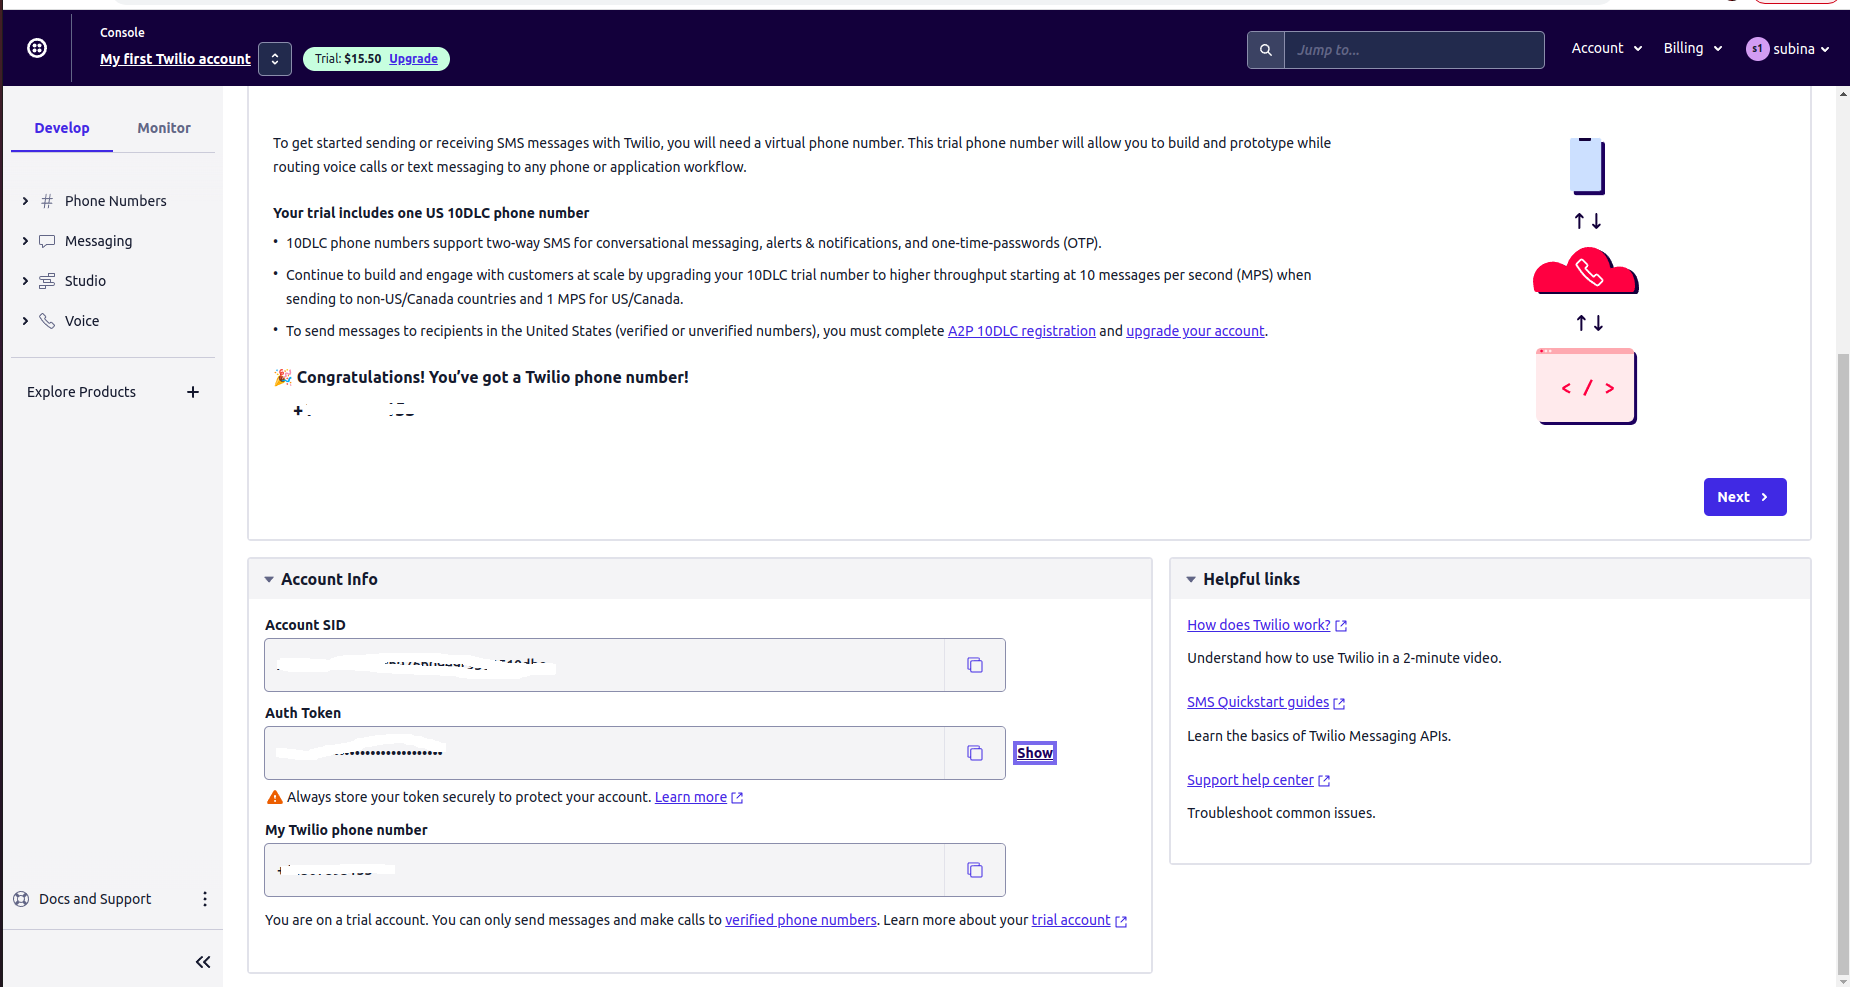 Console
My first Twilio account
Trial: $15.50 Upgrade
Jump to...
Account
Billing
s1 subina
Develop
Monitor
Phone Numbers
Messaging
Studio
Voice
Explore Products
Docs and Support
To get started sending or receiving SMS messages with Twilio, you will need a virtual phone number. This trial phone number will allow you to build and prototype while
routing voice calls or text messaging to any phone or application workflow.
Your trial includes one US 10DLC phone number
• 10DLC phone numbers support two-way SMS for conversational messaging, alerts & notifications, and one-time-passwords (OTP).
• Continue to build and engage with customers at scale by upgrading your 10DLC trial number to higher throughput starting at 10 messages per second (MPS) when
sending to non-US/Canada countries and 1 MPS for US/Canada.
• To send messages to recipients in the United States (verified or unverified numbers), you must complete A2P 10DLC registration and upgrade your account.
🎉 Congratulations! You’ve got a Twilio phone number!
< / >
Next
Account Info
Account SID
Auth Token
Show
Always store your token securely to protect your account. Learn more
My Twilio phone number
You are on a trial account. You can only send messages and make calls to verified phone numbers. Learn more about your trial account
Helpful links
How does Twilio work?
Understand how to use Twilio in a 2-minute video.
SMS Quickstart guides
Learn the basics of Twilio Messaging APIs.
Support help center
Troubleshoot common issues.